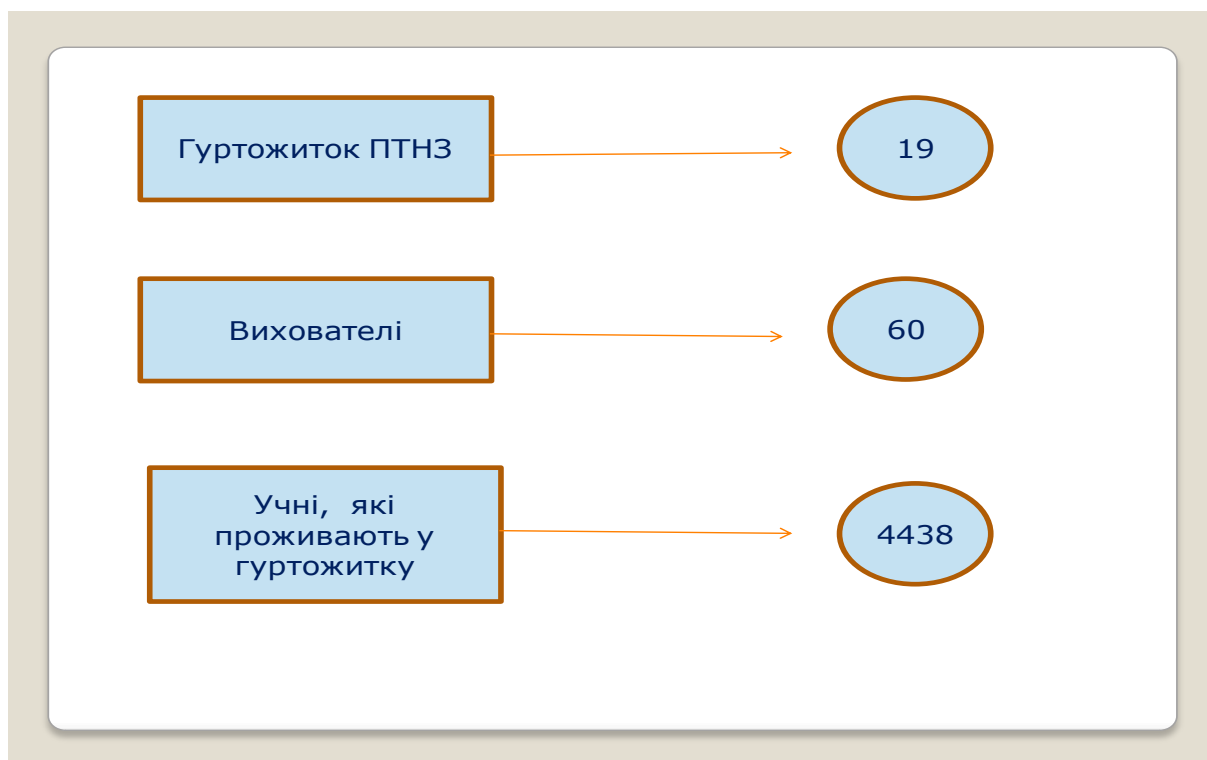 Гуртожиток ПТНЗ
19
Вихователі
60
Учні, які
проживають у
гуртожитку
4438